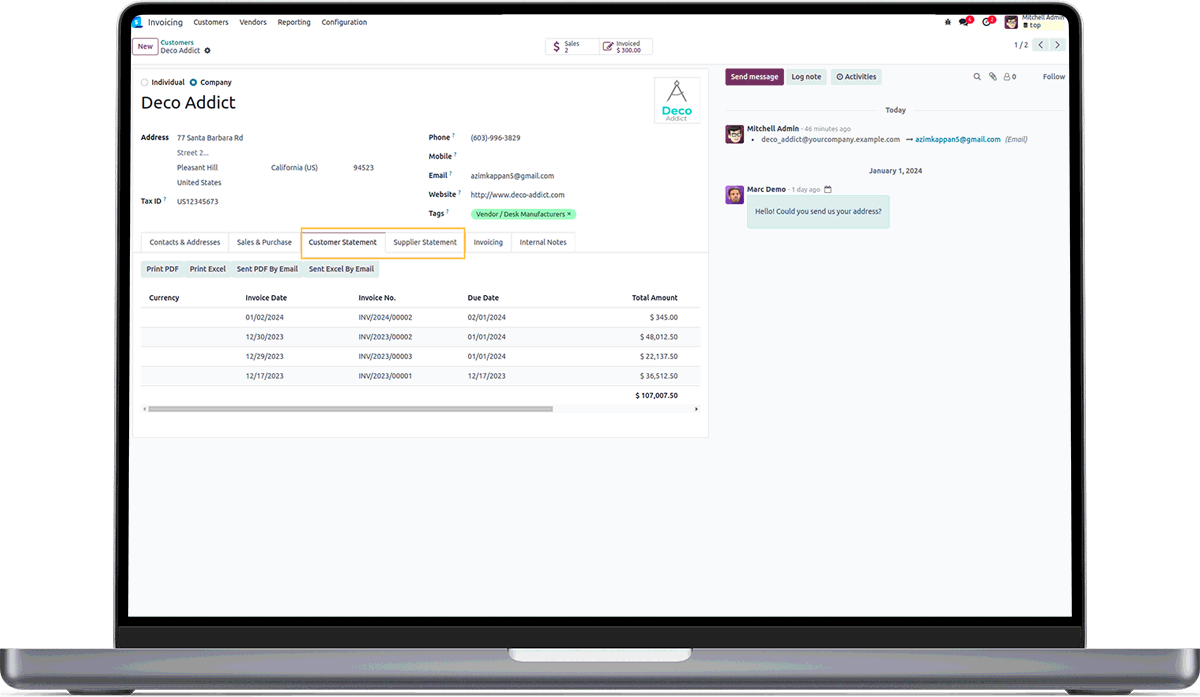 Invoicing Customers Vendors Reporting Configuration 6 2 Mitchell Admin
top
New Customers
Deco Addict
Sales
2
Invoiced
$ 300.00
1 / 2
Individual Company
Deco Addict
Deco
Addict
Address 77 Santa Barbara Rd
Street 2...
Pleasant Hill California (US) 94523
United States
Tax ID ? US12345673
Phone ? (603)-996-3829
Mobile ?
Email ? azimkappan5@gmail.com
Website ? http://www.deco-addict.com
Tags ? Vendor / Desk Manufacturers ×
Contacts & Addresses Sales & Purchase Customer Statement Supplier Statement Invoicing Internal Notes
Print PDF Print Excel Sent PDF By Email Sent Excel By Email
Currency Invoice Date Invoice No. Due Date Total Amount
01/02/2024 INV/2024/00002 02/01/2024 $ 345.00
12/30/2023 INV/2023/00002 01/01/2024 $ 48,012.50
12/29/2023 INV/2023/00003 01/01/2024 $ 22,137.50
12/17/2023 INV/2023/00001 12/17/2023 $ 36,512.50
$ 107,007.50
Send message Log note Activities 0 Follow
Today
Mitchell Admin - 46 minutes ago
• deco_addict@yourcompany.example.com → azimkappan5@gmail.com (Email)
January 1, 2024
Marc Demo - 1 day ago
Hello! Could you send us your address?